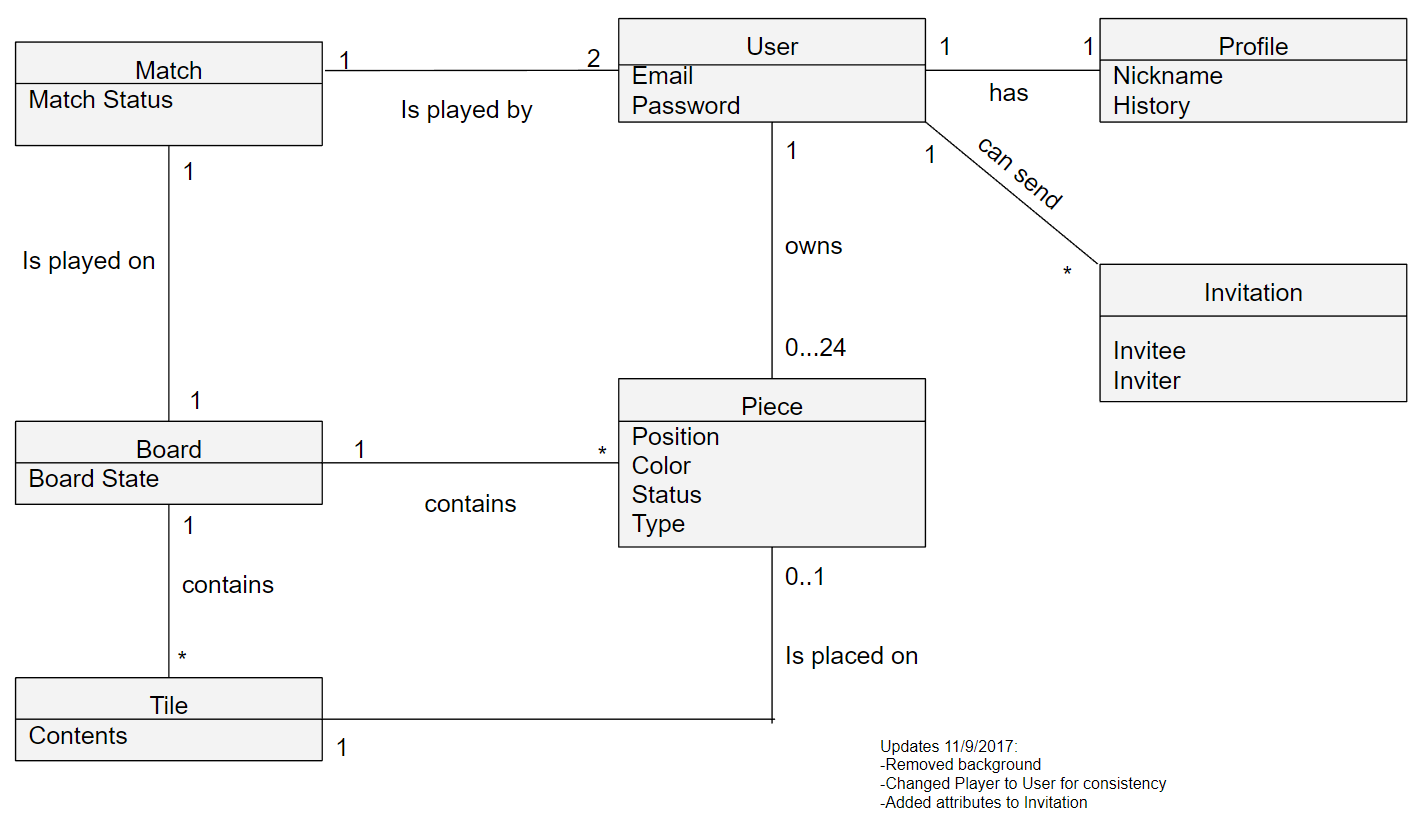 Match
Match Status
1
2
Is played by
User
Email
Password
1
1
has
Profile
Nickname
History
1
Is played on
1
1
owns
0...24
1
can send
*
Invitation
Invitee
Inviter
Board
Board State
1
*
contains
Piece
Position
Color
Status
Type
1
contains
*
0..1
Is placed on
Tile
Contents
1
Updates 11/9/2017:
-Removed background
-Changed Player to User for consistency
-Added attributes to Invitation